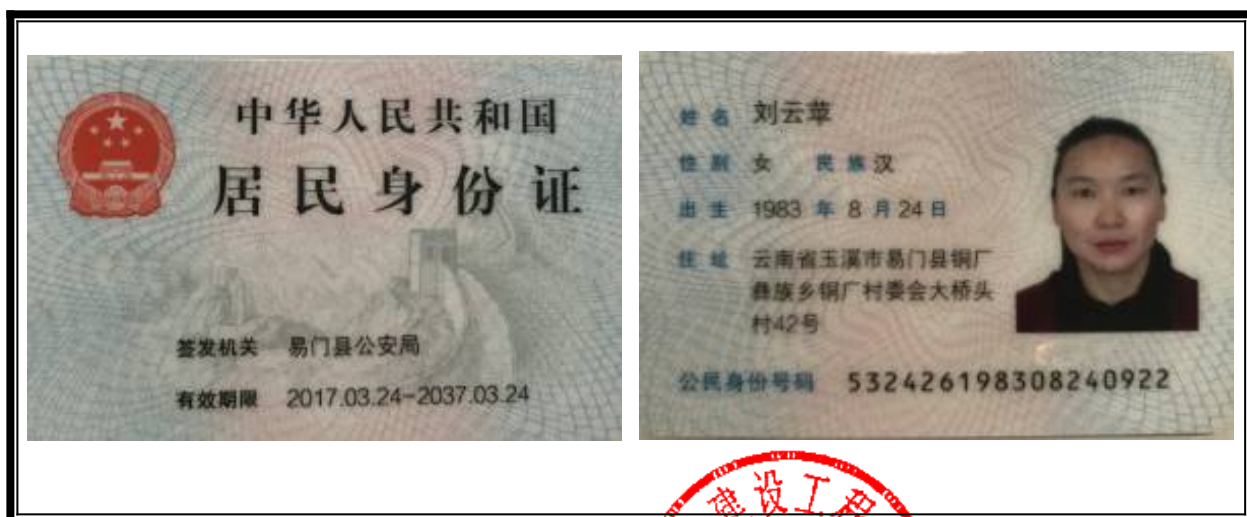 中华人民共和国
居民身份证
签发机关 易门县公安局
有效期限 2017.03.24-2037.03.24
姓名 刘云苹
性别 女 民族 汉
出生 1983 年 8 月 24 日
住址 云南省玉溪市易门县铜厂
彝族乡铜厂村委会大桥头
村42号
公民身份号码 532426198308240922
建设工程